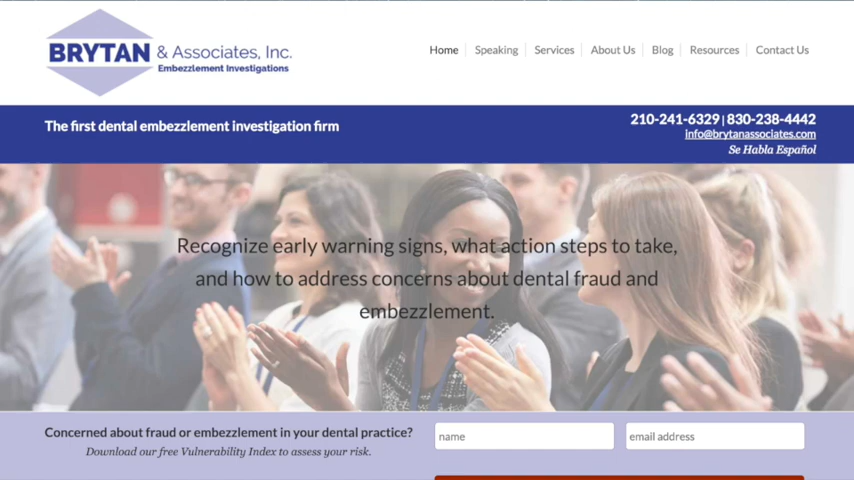 BRYTAN & Associates, Inc.
Embezzlement Investigations
Home
Speaking
Services
About Us
Blog
Resources
Contact Us
The first dental embezzlement investigation firm
210-241-6329 | 830-238-4442
info@brytanassociates.com
Se Habla Español
Recognize early warning signs, what action steps to take,
and how to address concerns about dental fraud and
embezzlement.
Concerned about fraud or embezzlement in your dental practice?
Download our free Vulnerability Index to assess your risk.
name
email address